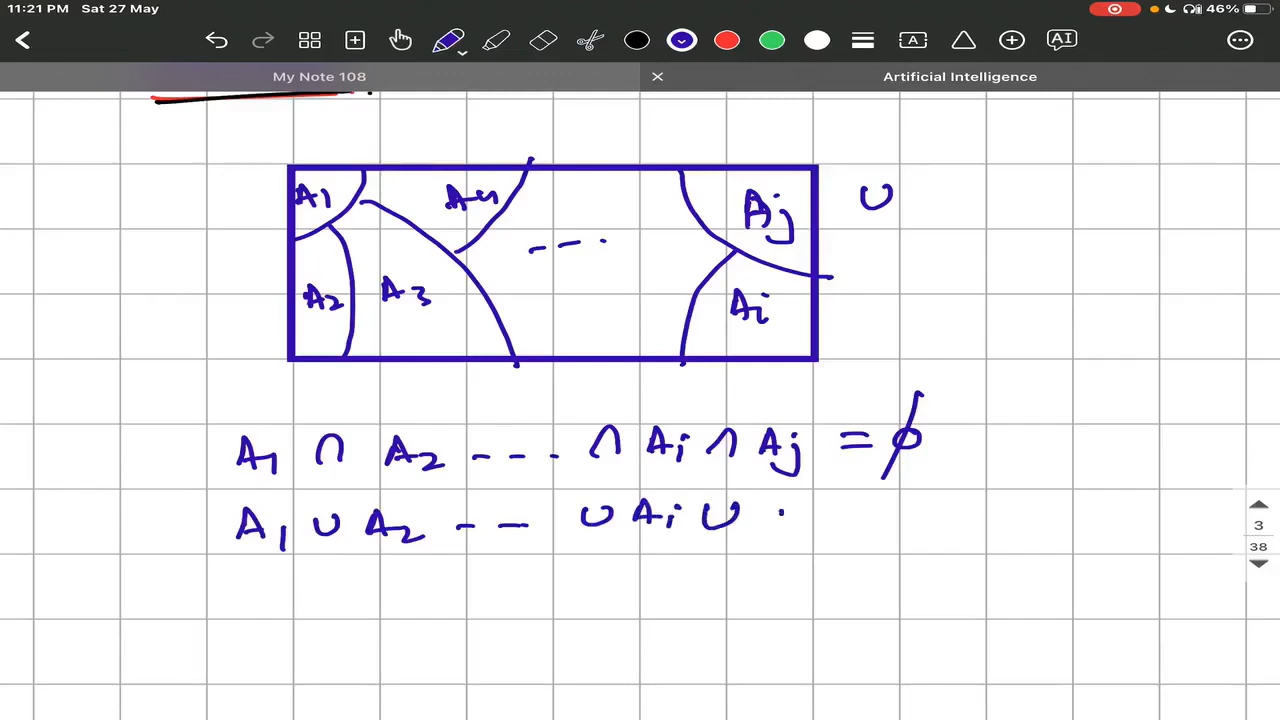 11:21 PM Sat 27 May 46%
A AI
My Note 108 Artificial Intelligence
A1 A4 Aj U
A2 A3 ---- Ai
A1 ∩ A2 ---- ∩ Ai ∩ Aj = ϕ
A1 ∪ A2 -- ∪ Ai ∪ .
3
38